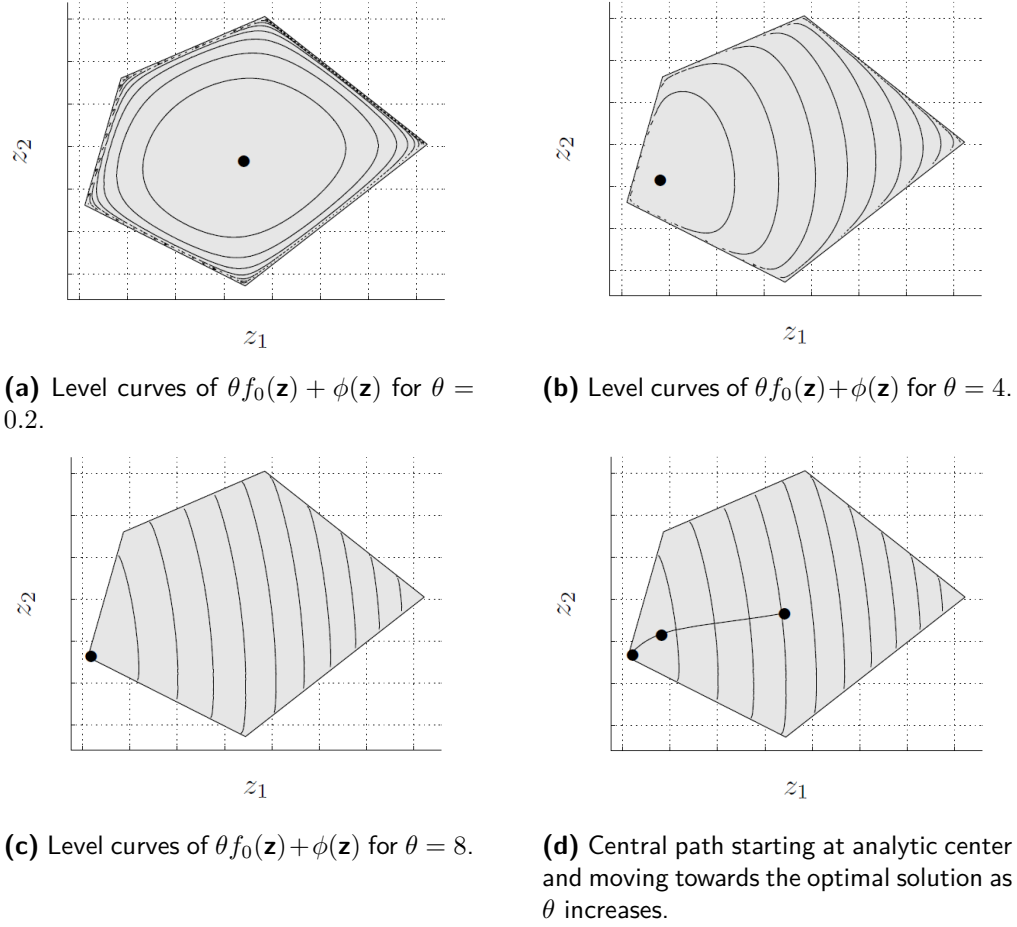 z₂
z₂
z₁
z₁
(a) Level curves of θf₀(z) + ϕ(z) for θ =
0.2.
(b) Level curves of θf₀(z)+ϕ(z) for θ = 4.
z₂
z₂
z₁
z₁
(c) Level curves of θf₀(z)+ϕ(z) for θ = 8.
(d) Central path starting at analytic center
and moving towards the optimal solution as
θ increases.